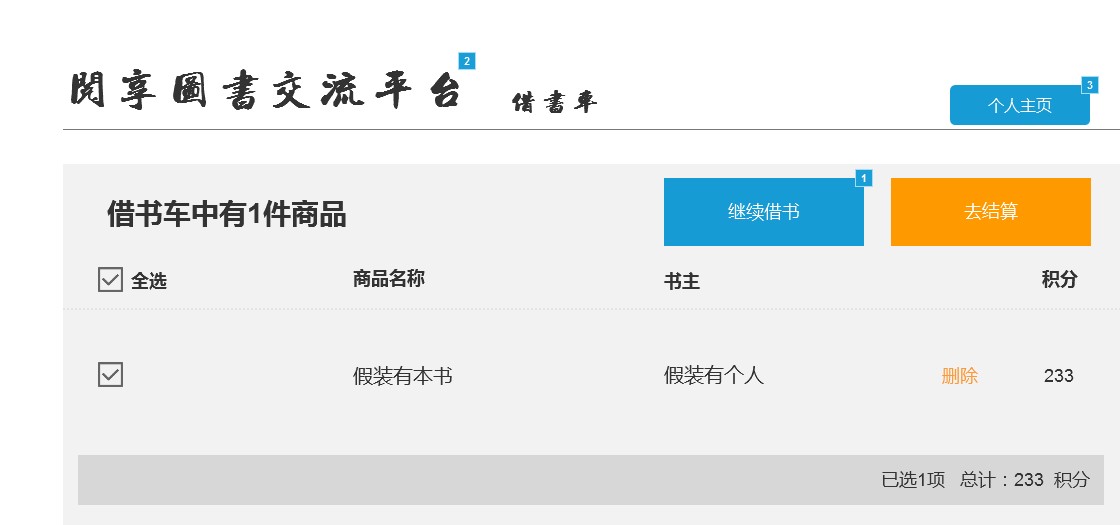 閱享圖書交流平台 2
借書車
个人主页 3
借书车中有1件商品
继续借书 1
去结算
全选 商品名称 书主 积分
假装有本书 假装有个人 删除 233
已选1项 总计：233 积分